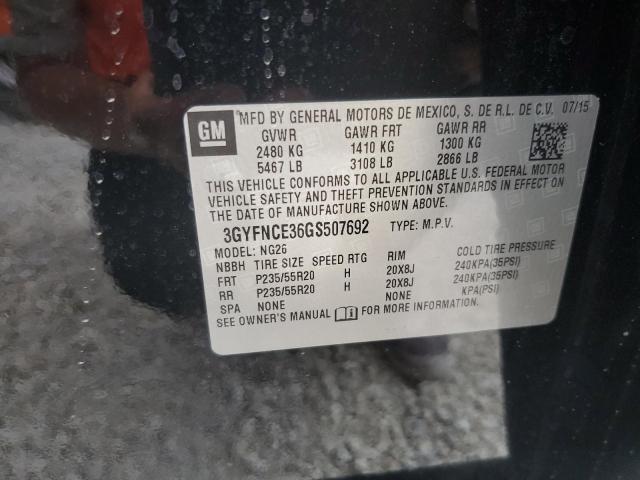 GM
MFD BY GENERAL MOTORS DE MEXICO, S. DE R.L. DE C.V. 07/15
GVWR GAWR FRT GAWR RR
2480 KG 1410 KG 1300 KG
5467 LB 3108 LB 2866 LB
THIS VEHICLE CONFORMS TO ALL APPLICABLE U.S. FEDERAL MOTOR
VEHICLE SAFETY AND THEFT PREVENTION STANDARDS IN EFFECT ON
THE DATE OF MANUFACTURE SHOWN ABOVE.
3GYFNCE36GS507692 TYPE: M.P.V.
MODEL: NG26
NBBH TIRE SIZE SPEED RTG RIM COLD TIRE PRESSURE
FRT P235/55R20 H 20X8J 240KPA(35PSI)
RR P235/55R20 H 20X8J 240KPA(35PSI)
SPA NONE NONE KPA(PSI)
SEE OWNER'S MANUAL FOR MORE INFORMATION.